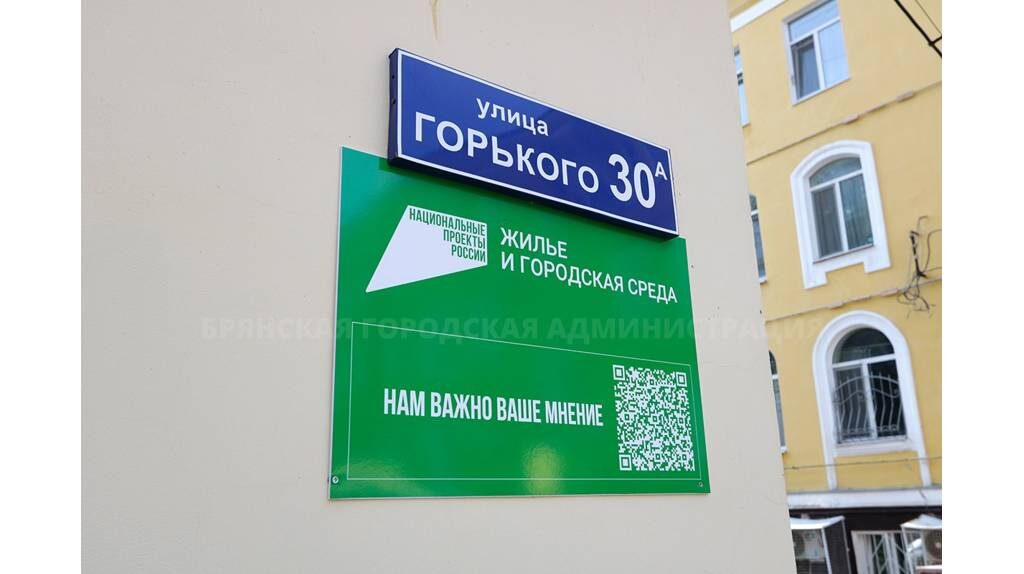 улица
ГОРЬКОГО 30А
НАЦИОНАЛЬНЫЕ
ПРОЕКТЫ
РОССИИ
ЖИЛЬЕ
И ГОРОДСКАЯ СРЕДА
БРЯНСКАЯ ГОРОДСКАЯ АДМИНИСТРАЦИЯ
НАМ ВАЖНО ВАШЕ МНЕНИЕ